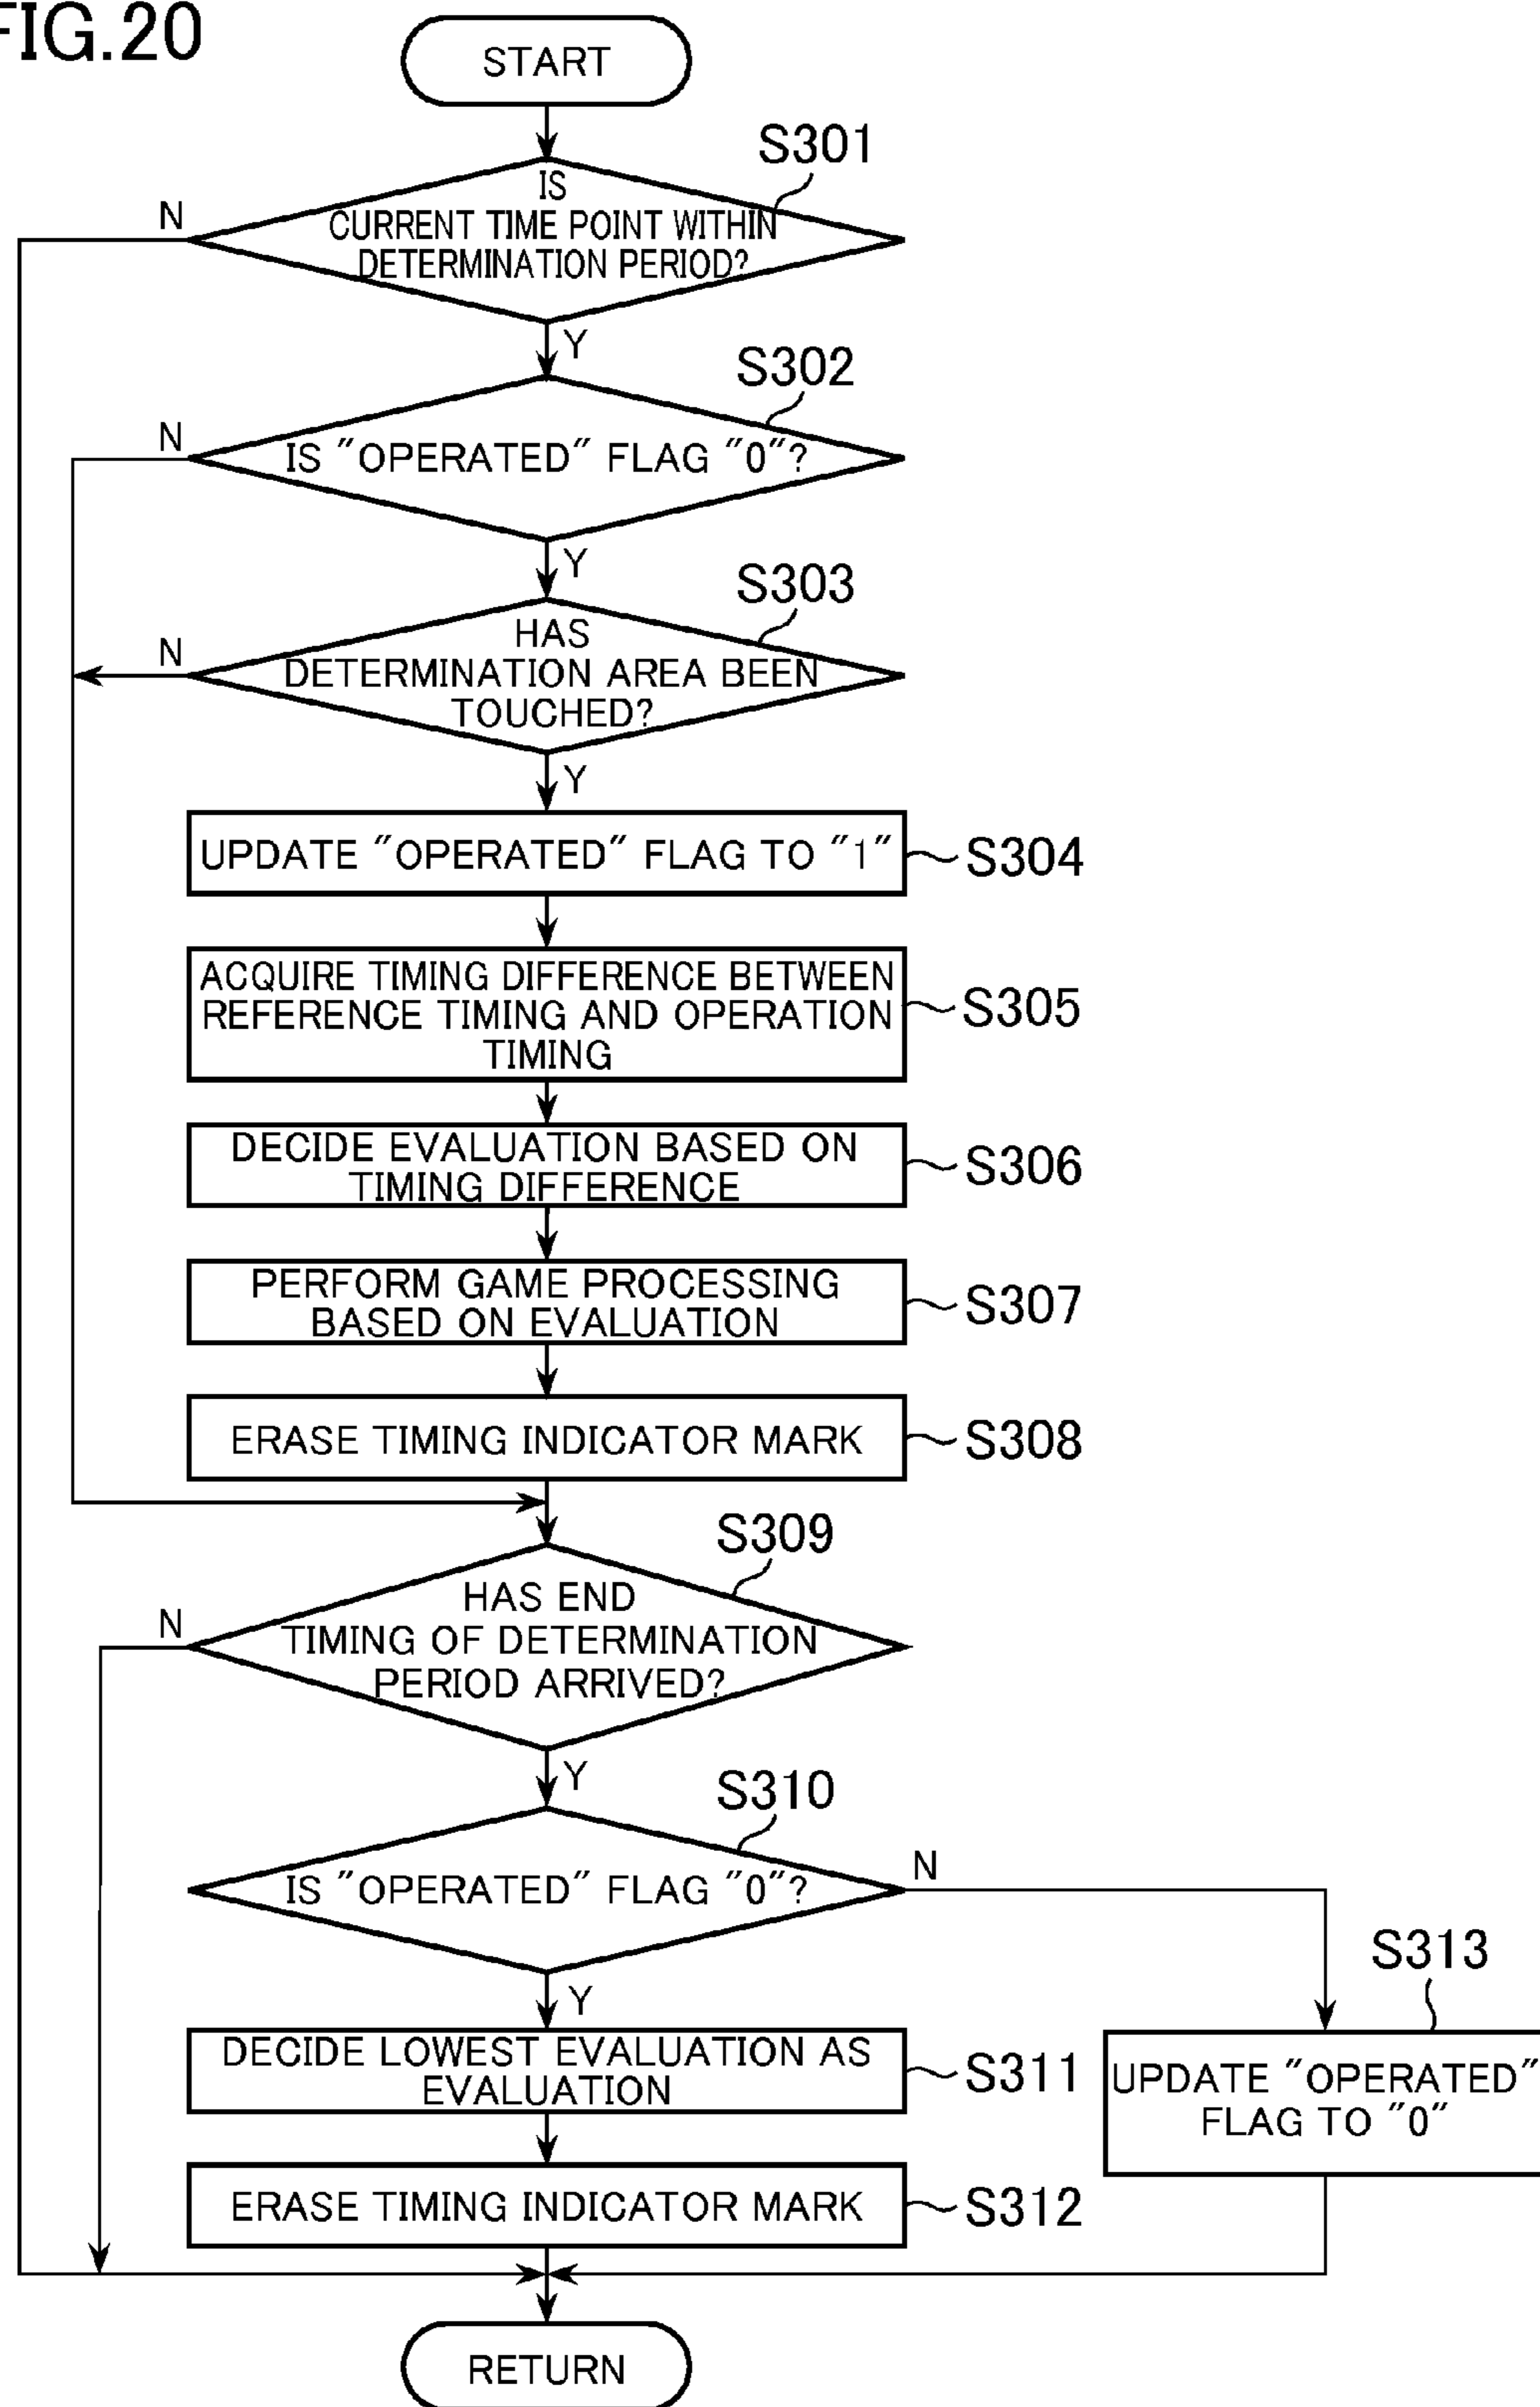 FIG.20
START
S301
IS
CURRENT TIME POINT WITHIN
DETERMINATION PERIOD?
N
Y
S302
IS "OPERATED" FLAG "0"?
N
Y
S303
HAS
DETERMINATION AREA BEEN
TOUCHED?
N
Y
UPDATE "OPERATED" FLAG TO "1"
S304
ACQUIRE TIMING DIFFERENCE BETWEEN
REFERENCE TIMING AND OPERATION
TIMING
S305
DECIDE EVALUATION BASED ON
TIMING DIFFERENCE
S306
PERFORM GAME PROCESSING
BASED ON EVALUATION
S307
ERASE TIMING INDICATOR MARK
S308
S309
HAS END
TIMING OF DETERMINATION
PERIOD ARRIVED?
N
Y
S310
IS "OPERATED" FLAG "0"?
N
Y
S313
UPDATE "OPERATED"
FLAG TO "0"
DECIDE LOWEST EVALUATION AS
EVALUATION
S311
ERASE TIMING INDICATOR MARK
S312
RETURN